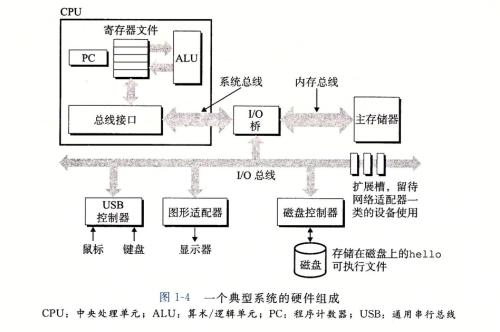 CPU
寄存器文件
PC
ALU
系统总线
内存总线
总线接口
I/O
桥
主存储器
I/O 总线
扩展槽，留待
网络适配器一
类的设备使用
USB
控制器
图形适配器
磁盘控制器
鼠标
键盘
显示器
磁盘
存储在磁盘上的hello
可执行文件
图 1-4 一个典型系统的硬件组成
CPU：中央处理单元；ALU：算术/逻辑单元；PC：程序计数器；USB：通用串行总线